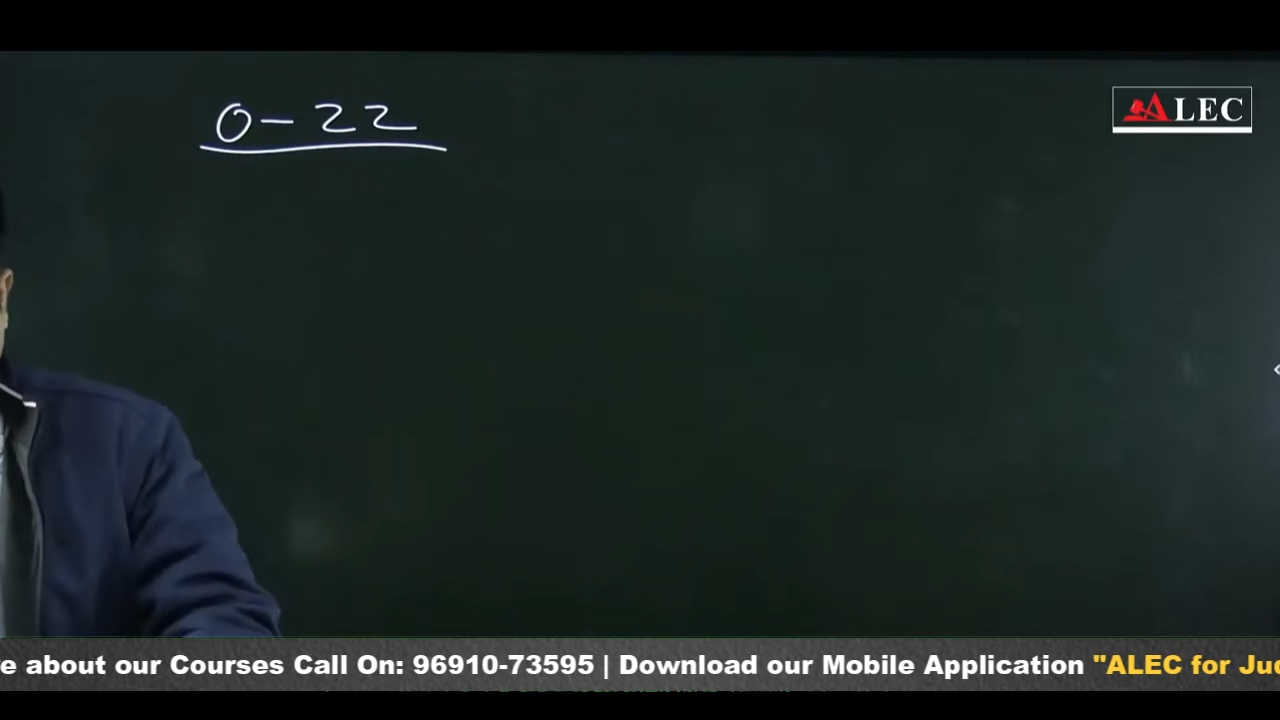 O-22
ALEC
e about our Courses Call On: 96910-73595 | Download our Mobile Application "ALEC for Ju